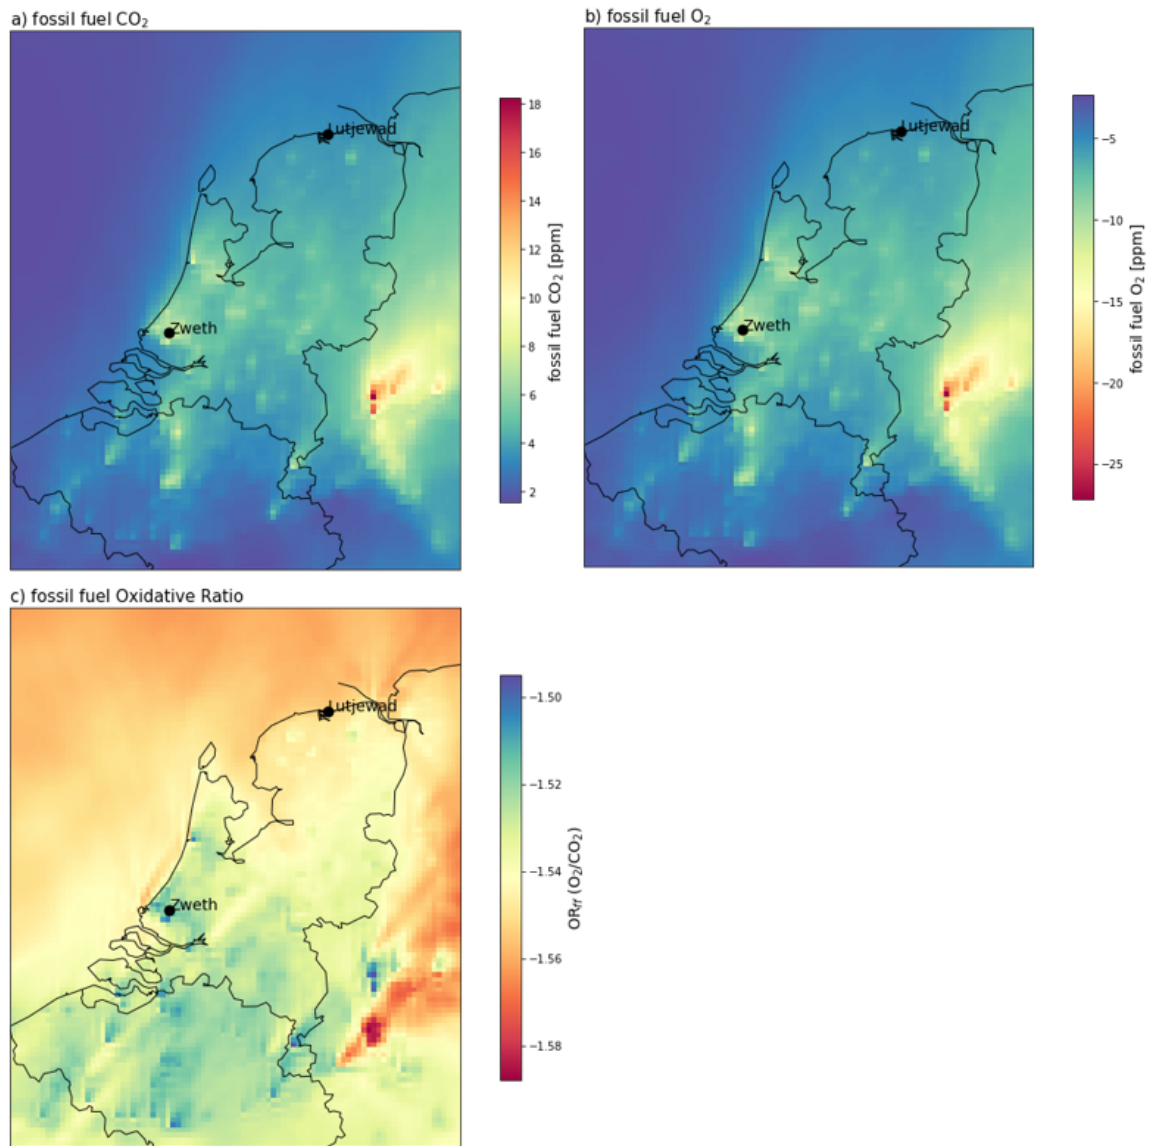 a) fossil fuel CO₂
Lutjewad
Zweth
18
16
14
12
10
8
6
4
2
fossil fuel CO₂ [ppm]
b) fossil fuel O₂
Lutjewad
Zweth
−5
−10
−15
−20
−25
fossil fuel O₂ [ppm]
c) fossil fuel Oxidative Ratio
Lutjewad
Zweth
−1.50
−1.52
−1.54
−1.56
−1.58
ORff (O₂/CO₂)